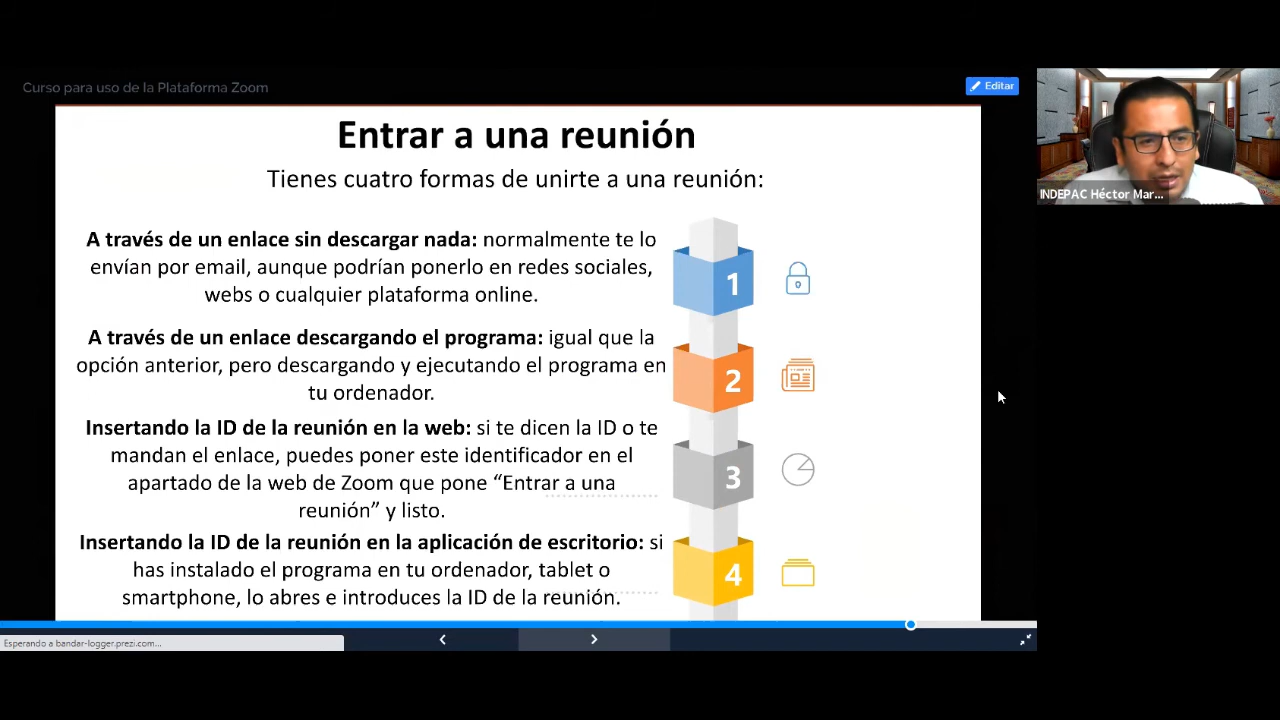 Curso para uso de la Plataforma Zoom
Editar
Entrar a una reunión
Tienes cuatro formas de unirte a una reunión:
A través de un enlace sin descargar nada: normalmente te lo
envían por email, aunque podrían ponerlo en redes sociales,
webs o cualquier plataforma online.
1
A través de un enlace descargando el programa: igual que la
opción anterior, pero descargando y ejecutando el programa en
tu ordenador.
2
Insertando la ID de la reunión en la web: si te dicen la ID o te
mandan el enlace, puedes poner este identificador en el
apartado de la web de Zoom que pone “Entrar a una
reunión” y listo.
3
Insertando la ID de la reunión en la aplicación de escritorio: si
has instalado el programa en tu ordenador, tablet o
smartphone, lo abres e introduces la ID de la reunión.
4
Esperando a bandar-logger.prezi.com...
INDEPAC Héctor Mar...